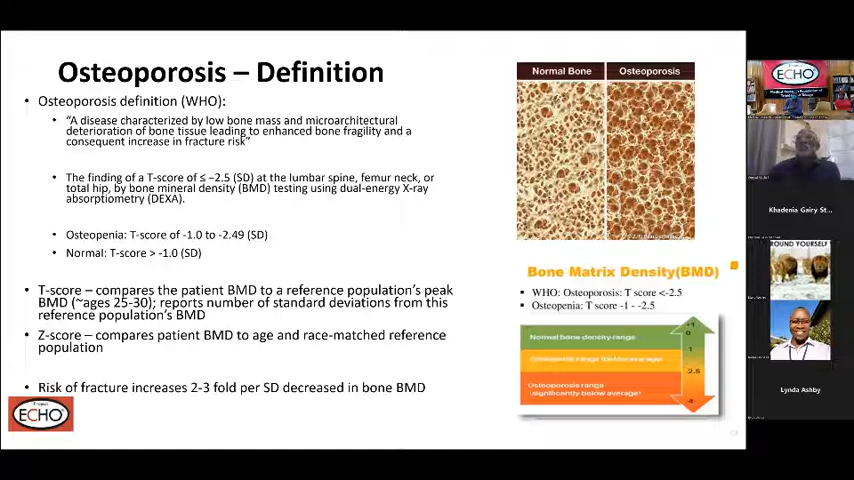 Osteoporosis – Definition
• Osteoporosis definition (WHO):
• “A disease characterized by low bone mass and microarchitectural
deterioration of bone tissue leading to enhanced bone fragility and a
consequent increase in fracture risk”
• The finding of a T-score of ≤ −2.5 (SD) at the lumbar spine, femur neck, or
total hip, by bone mineral density (BMD) testing using dual-energy X-ray
absorptiometry (DEXA).
• Osteopenia: T-score of -1.0 to -2.49 (SD)
• Normal: T-score > -1.0 (SD)
• T-score – compares the patient BMD to a reference population’s peak
BMD (~ages 25-30); reports number of standard deviations from this
reference population’s BMD
• Z-score – compares patient BMD to age and race-matched reference
population
• Risk of fracture increases 2-3 fold per SD decreased in bone BMD
ECHO
Normal Bone
Osteoporosis
Bone Matrix Density(BMD)
WHO: Osteoporosis: T score <-2.5
Osteopenia: T score -1 - -2.5
Normal bone density range
Osteopenia range (below average)
Osteoporosis range
(significantly below average)
+1
0
1
-2.5
-4
ECHO
Khadenia Gairy St...
ROUND YOURSELF
Lynda Ashby